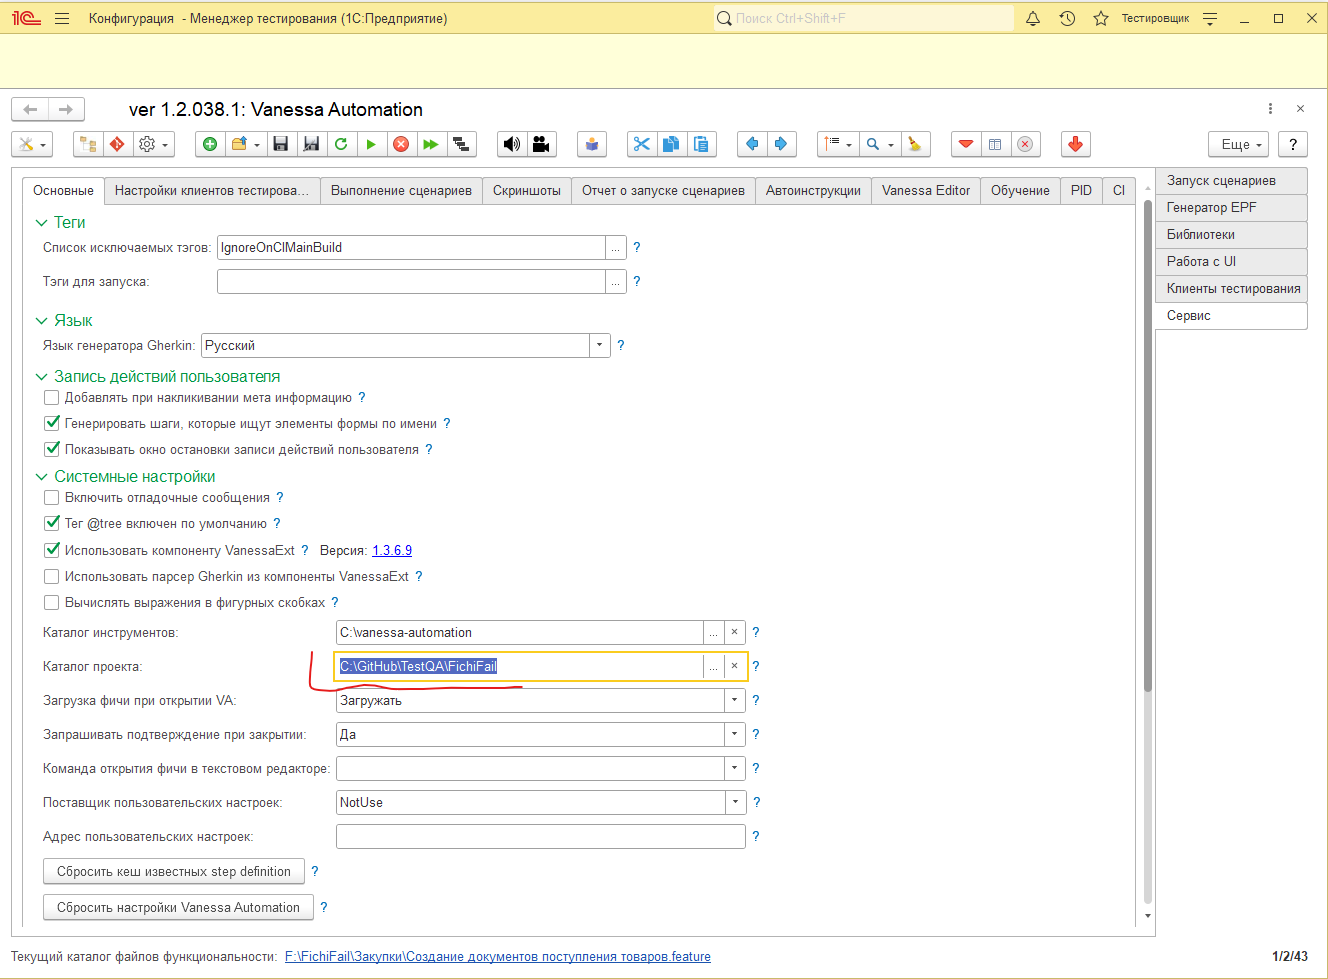 Конфигурация - Менеджер тестирования (1С:Предприятие)
Поиск Ctrl+Shift+F
Тестировщик
ver 1.2.038.1: Vanessa Automation
Еще
?
Основные
Настройки клиентов тестирова...
Выполнение сценариев
Скриншоты
Отчет о запуске сценариев
Автоинструкции
Vanessa Editor
Обучение
PID
CI
Запуск сценариев
Генератор EPF
Библиотеки
Работа с UI
Клиенты тестирования
Сервис
Теги
Список исключаемых тэгов: IgnoreOnCIMainBuild ... ?
Тэги для запуска: ... ?
Язык
Язык генератора Gherkin: Русский ?
Запись действий пользователя
Добавлять при накликивании мета информацию ?
Генерировать шаги, которые ищут элементы формы по имени ?
Показывать окно остановки записи действий пользователя ?
Системные настройки
Включить отладочные сообщения ?
Тег @tree включен по умолчанию ?
Использовать компоненту VanessaExt ? Версия: 1.3.6.9
Использовать парсер Gherkin из компоненты VanessaExt ?
Вычислять выражения в фигурных скобках ?
Каталог инструментов: C:\vanessa-automation ... × ?
Каталог проекта: C:\GitHub\TestQA\FichiFail ... × ?
Загрузка фичи при открытии VA: Загружать ?
Запрашивать подтверждение при закрытии: Да ?
Команда открытия фичи в текстовом редакторе: ?
Поставщик пользовательских настроек: NotUse ?
Адрес пользовательских настроек: ?
Сбросить кеш известных step definition ?
Сбросить настройки Vanessa Automation ?
Текущий каталог файлов функциональности: F:\FichiFail\Закупки\Создание документов поступления товаров.feature
1/2/43